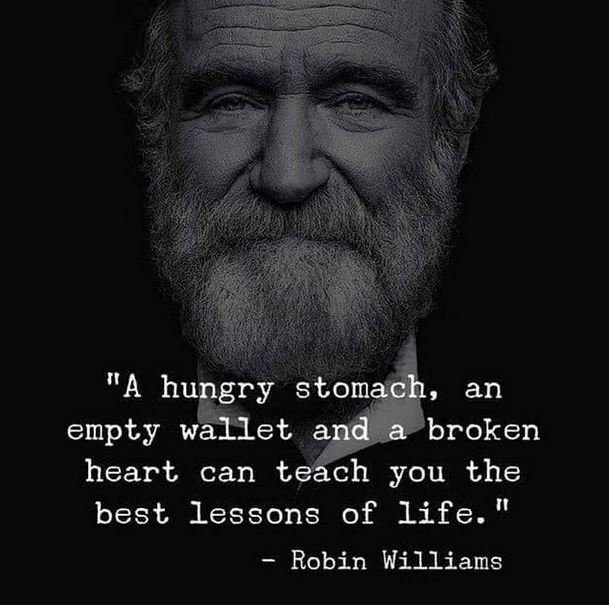 "A hungry stomach, an
empty wallet and a broken
heart can teach you the
best lessons of life."
– Robin Williams